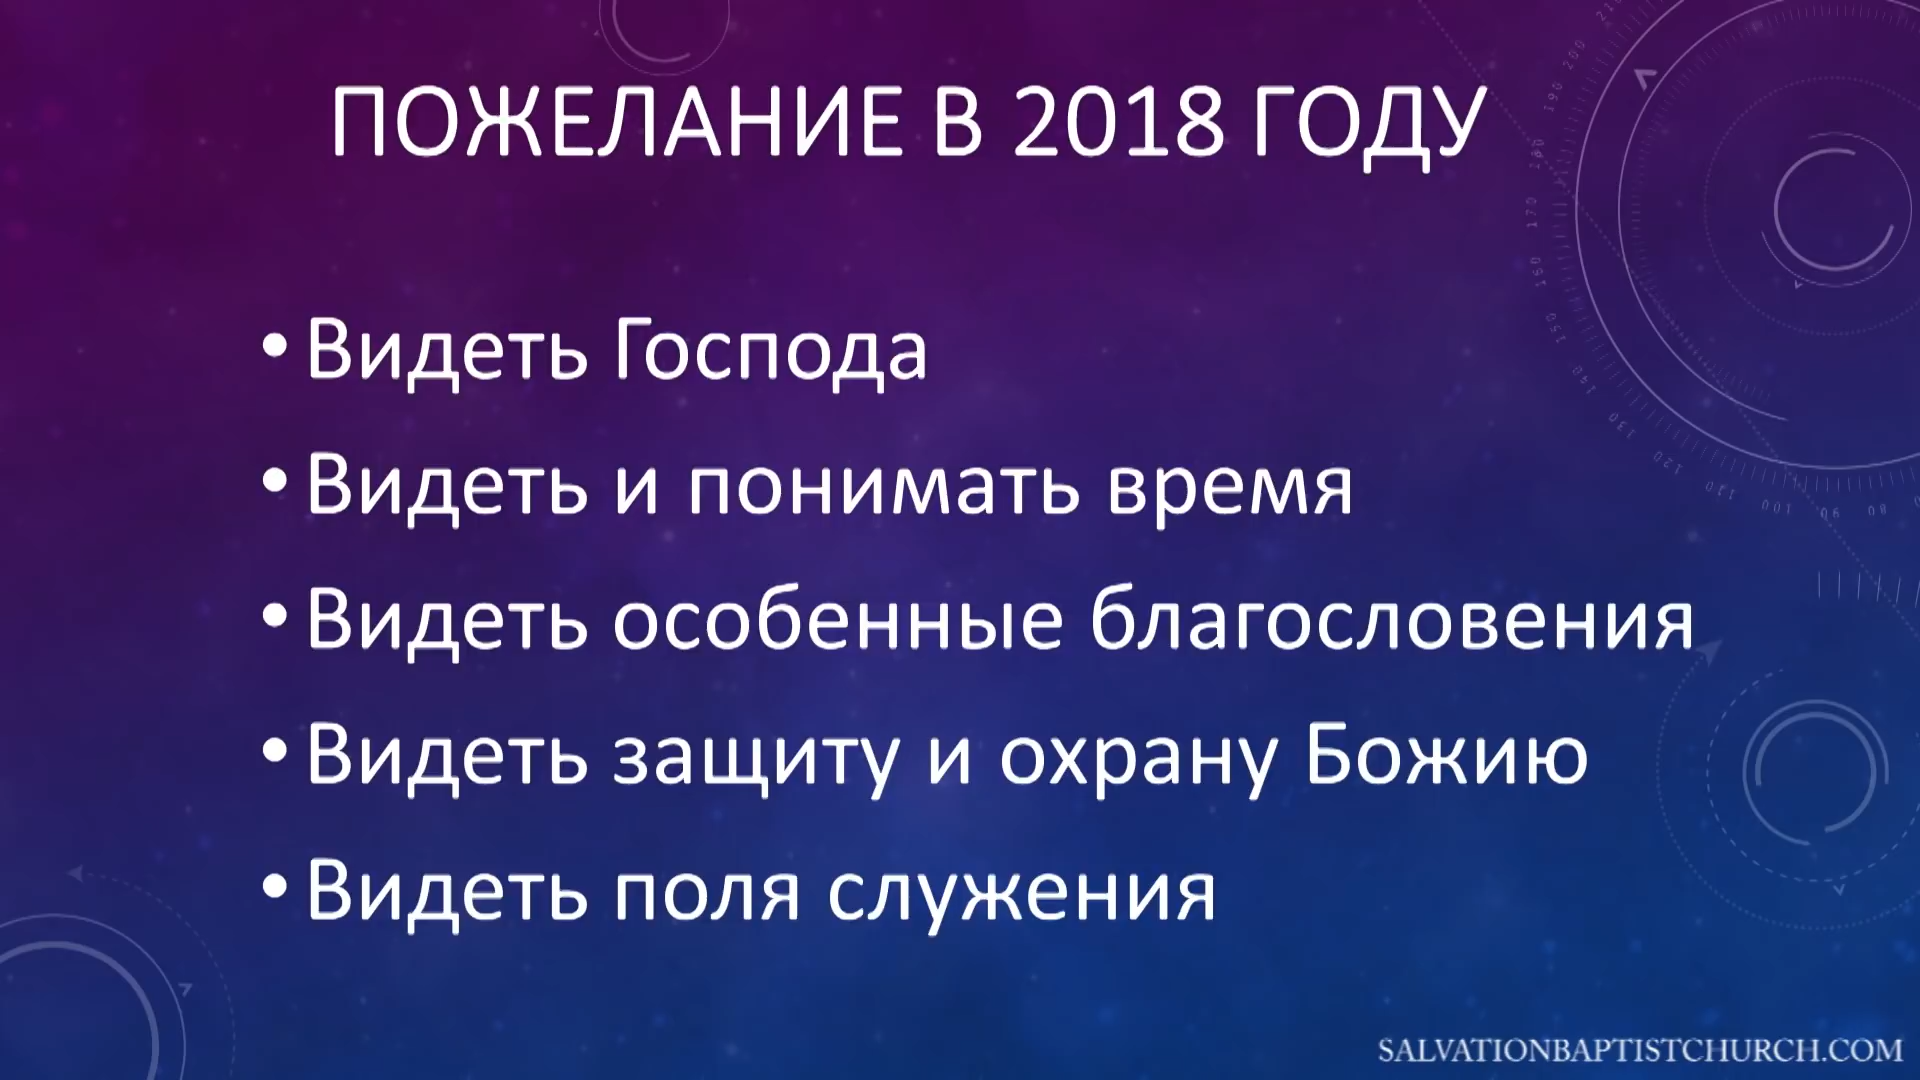 ПОЖЕЛАНИЕ В 2018 ГОДУ
• Видеть Господа
• Видеть и понимать время
• Видеть особенные благословения
• Видеть защиту и охрану Божию
• Видеть поля служения
SALVATIONBAPTISTCHURCH.COM